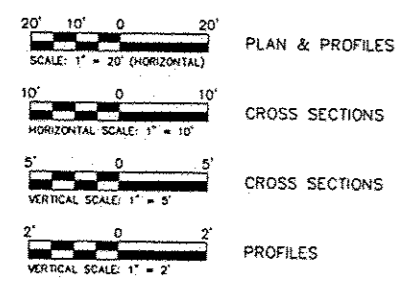 20' 10' 0 20'
SCALE: 1" = 20' (HORIZONTAL)
PLAN & PROFILES
10' 0 10'
HORIZONTAL SCALE: 1" = 10'
CROSS SECTIONS
5' 0 5'
VERTICAL SCALE: 1" = 5'
CROSS SECTIONS
2' 0 2'
VERTICAL SCALE: 1" = 2'
PROFILES